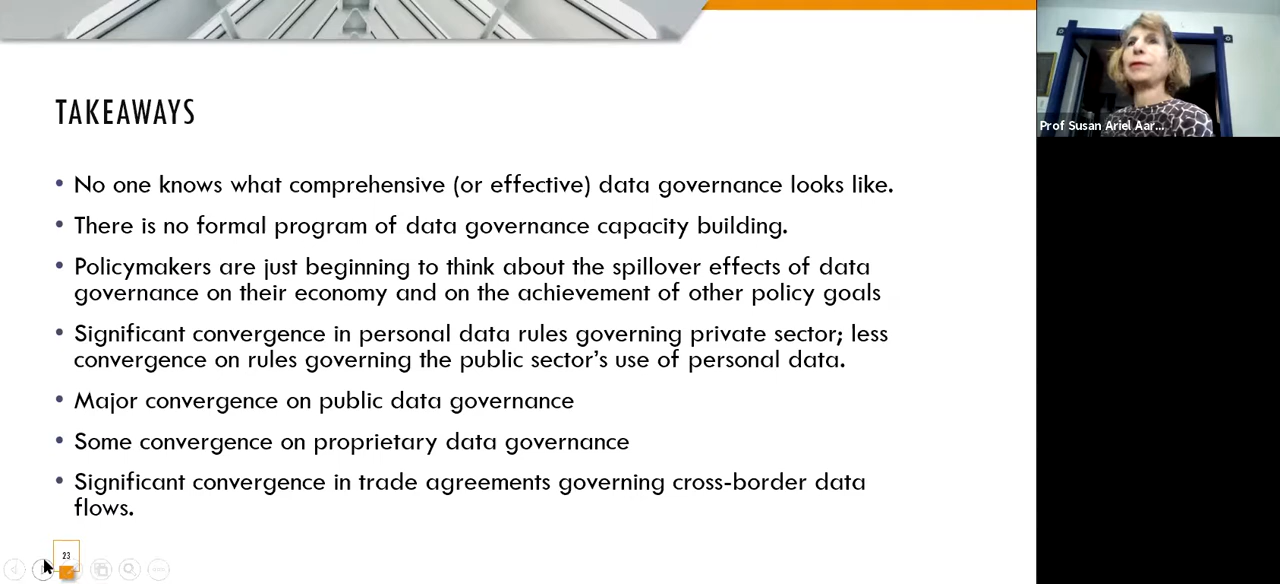 Prof Susan Ariel Aar...
TAKEAWAYS
• No one knows what comprehensive (or effective) data governance looks like.
• There is no formal program of data governance capacity building.
• Policymakers are just beginning to think about the spillover effects of data
governance on their economy and on the achievement of other policy goals
• Significant convergence in personal data rules governing private sector; less
convergence on rules governing the public sector's use of personal data.
• Major convergence on public data governance
• Some convergence on proprietary data governance
• Significant convergence in trade agreements governing cross-border data
flows.
23